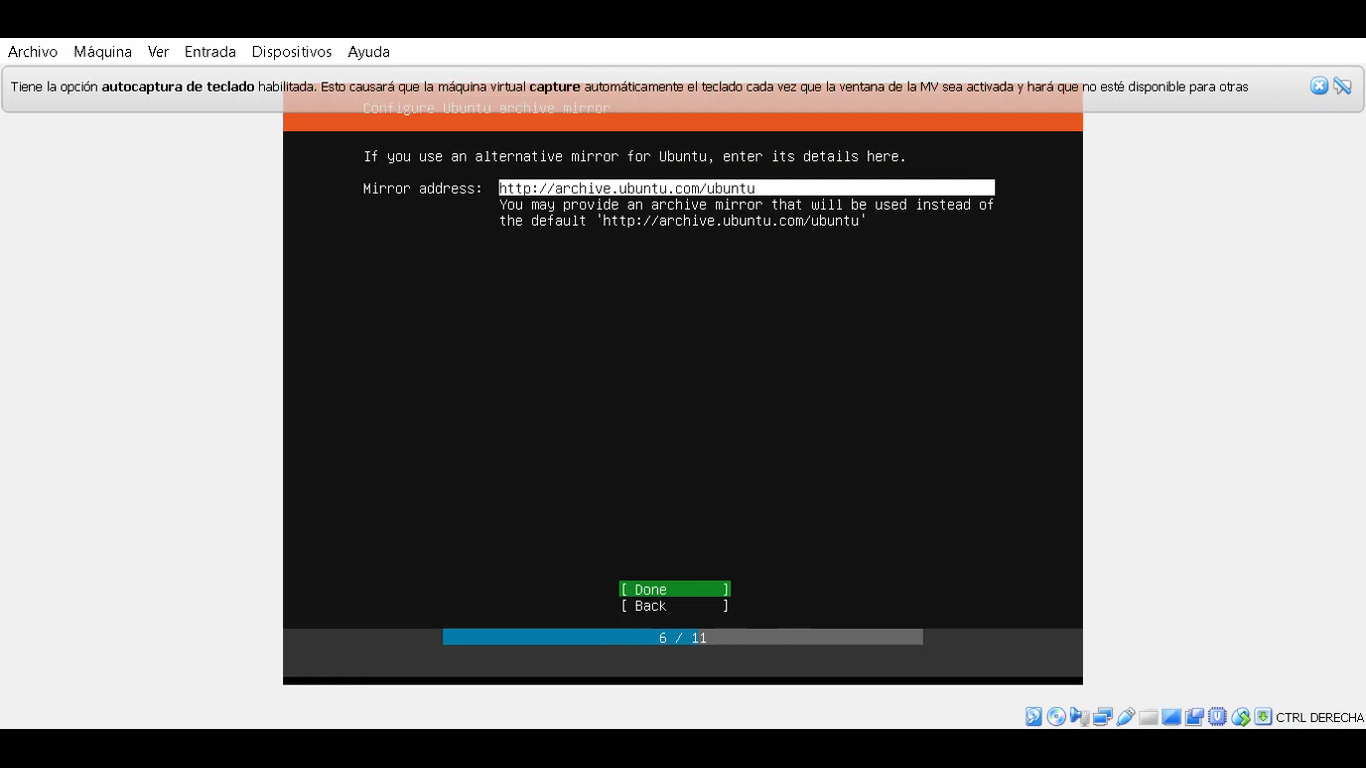 Archivo Máquina Ver Entrada Dispositivos Ayuda
Tiene la opción autocaptura de teclado habilitada. Esto causará que la máquina virtual capture automáticamente el teclado cada vez que la ventana de la MV sea activada y hará que no esté disponible para otras
Configure Ubuntu archive mirror
If you use an alternative mirror for Ubuntu, enter its details here.
Mirror address: http://archive.ubuntu.com/ubuntu
You may provide an archive mirror that will be used instead of
the default 'http://archive.ubuntu.com/ubuntu'
[ Done ]
[ Back ]
6 / 11
CTRL DERECHA